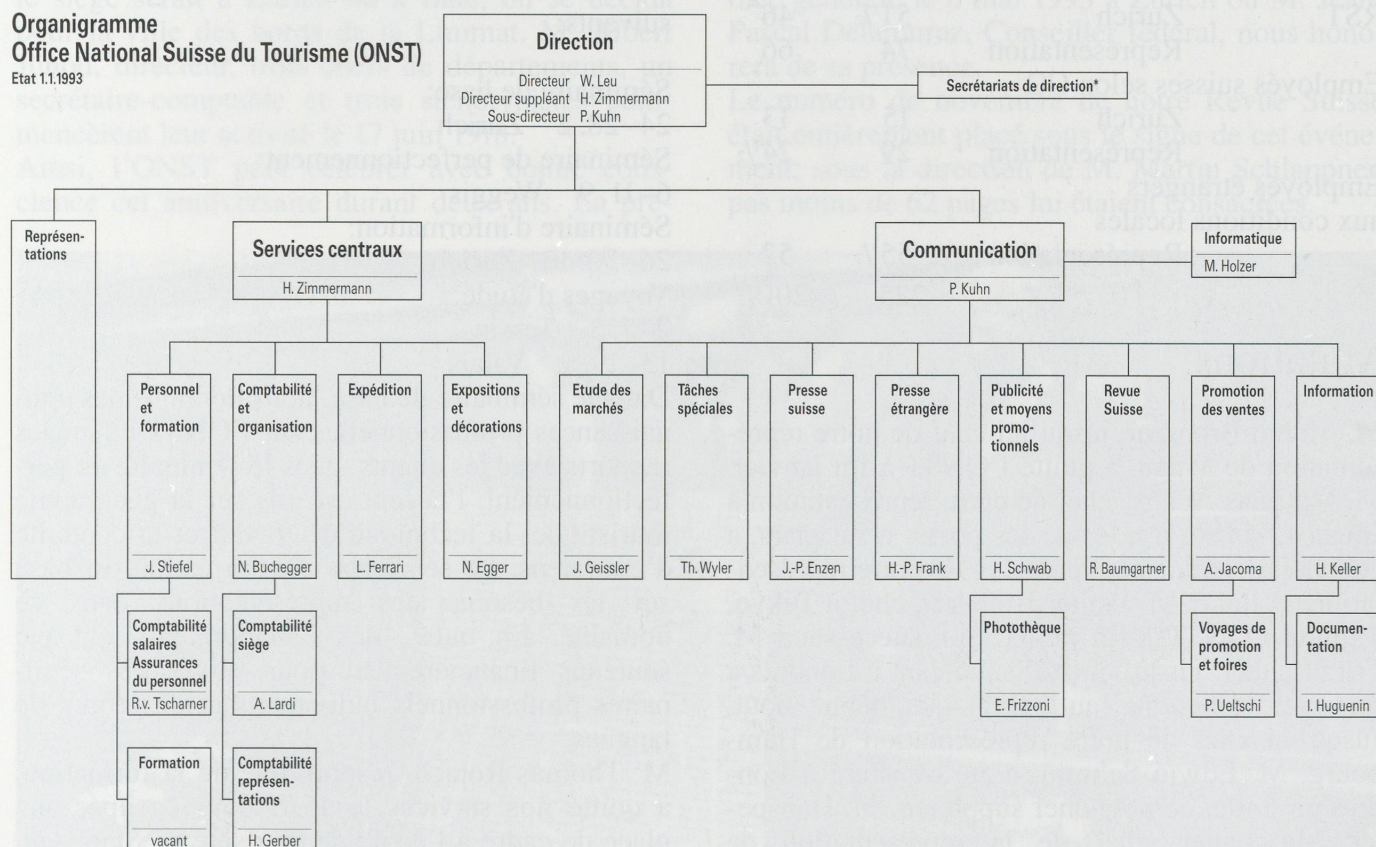 Organigramme
Office National Suisse du Tourisme (ONST)
Etat 1.1.1993
Direction
Directeur W. Leu
Directeur suppléant H. Zimmermann
Sous-directeur P. Kuhn
Secrétariats de direction*
Représen-
tations
Services centraux
H. Zimmermann
Communication
P. Kuhn
Informatique
M. Holzer
Personnel
et
formation
J. Stiefel
Comptabilité
et
organisation
N. Buchegger
Expédition
L. Ferrari
Expositions
et
décorations
N. Egger
Etude des
marchés
J. Geissler
Tâches
spéciales
Th. Wyler
Presse
suisse
J.-P. Enzen
Presse
étrangère
H.-P. Frank
Publicité
et moyens
promo-
tionnels
H. Schwab
Revue
Suisse
R. Baumgartner
Promotion
des ventes
A. Jacoma
Information
H. Keller
Comptabilité
salaires
Assurances
du personnel
R.v. Tscharner
Comptabilité
siège
A. Lardi
Photothèque
E. Frizzoni
Voyages de
promotion
et foires
P. Ueltschi
Documen-
tation
I. Huguenin
Formation
vacant
Comptabilité
représen-
tations
H. Gerber